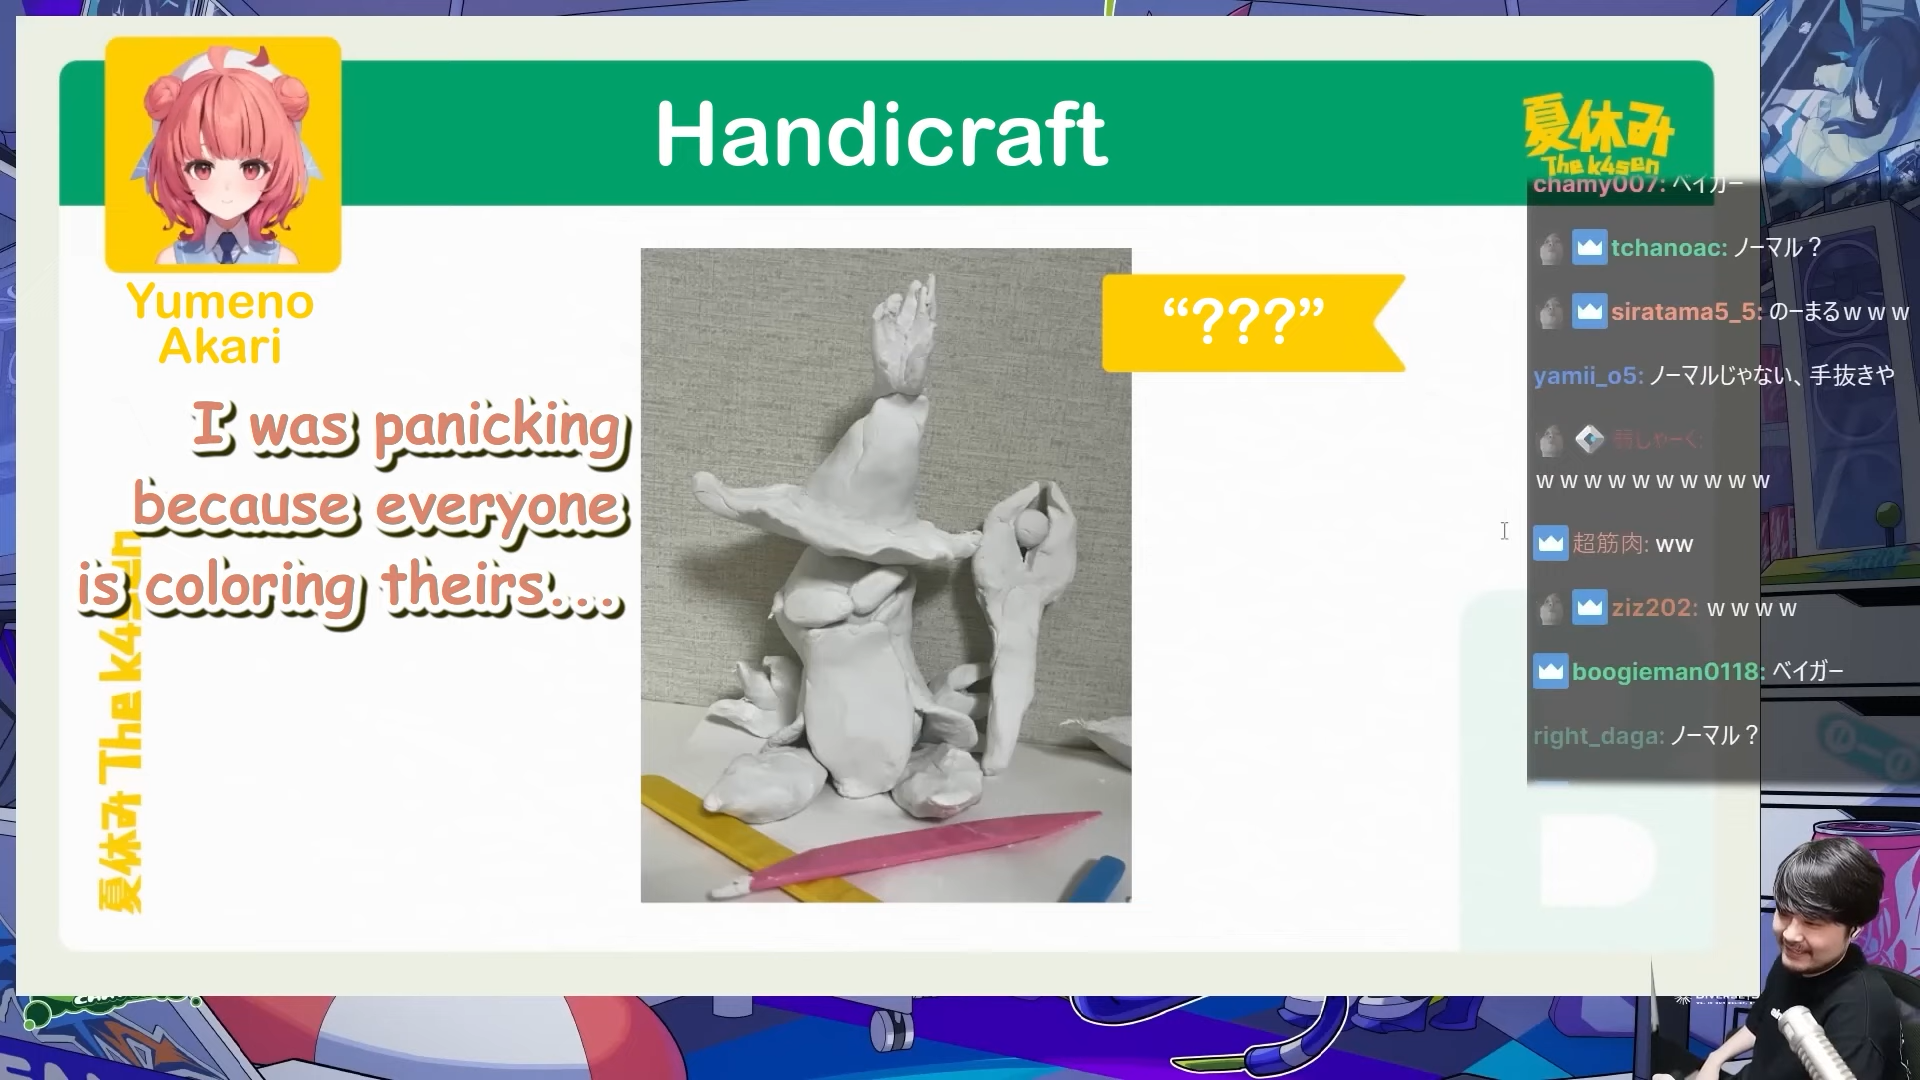 Handicraft
夏休み
The k4sen
Yumeno
Akari
"???"
I was panicking
because everyone
is coloring theirs...
夏休み The k4sen
chamy007: ベイガー
tchanoac: ノーマル？
siratama5_5: のーまるｗｗｗ
yamii_o5: ノーマルじゃない、手抜きや
ｗｗｗｗｗｗｗｗｗｗ
超筋肉: ww
ziz202: ｗｗｗｗ
boogieman0118: ベイガー
right_daga: ノーマル？